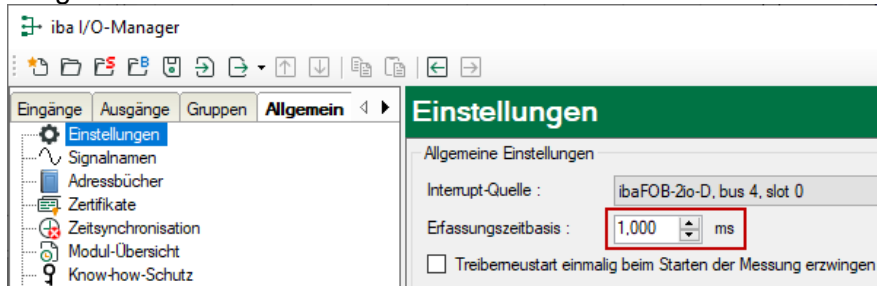 iba I/O-Manager
Eingänge Ausgänge Gruppen Allgemein
Einstellungen
Signalnamen
Adressbücher
Zertifikate
Zeitsynchronisation
Modul-Übersicht
Know-how-Schutz
Einstellungen
Allgemeine Einstellungen
Interrupt-Quelle : ibaFOB-2io-D, bus 4, slot 0
Erfassungszeitbasis : 1,000 ms
Treiberneustart einmalig beim Starten der Messung erzwingen